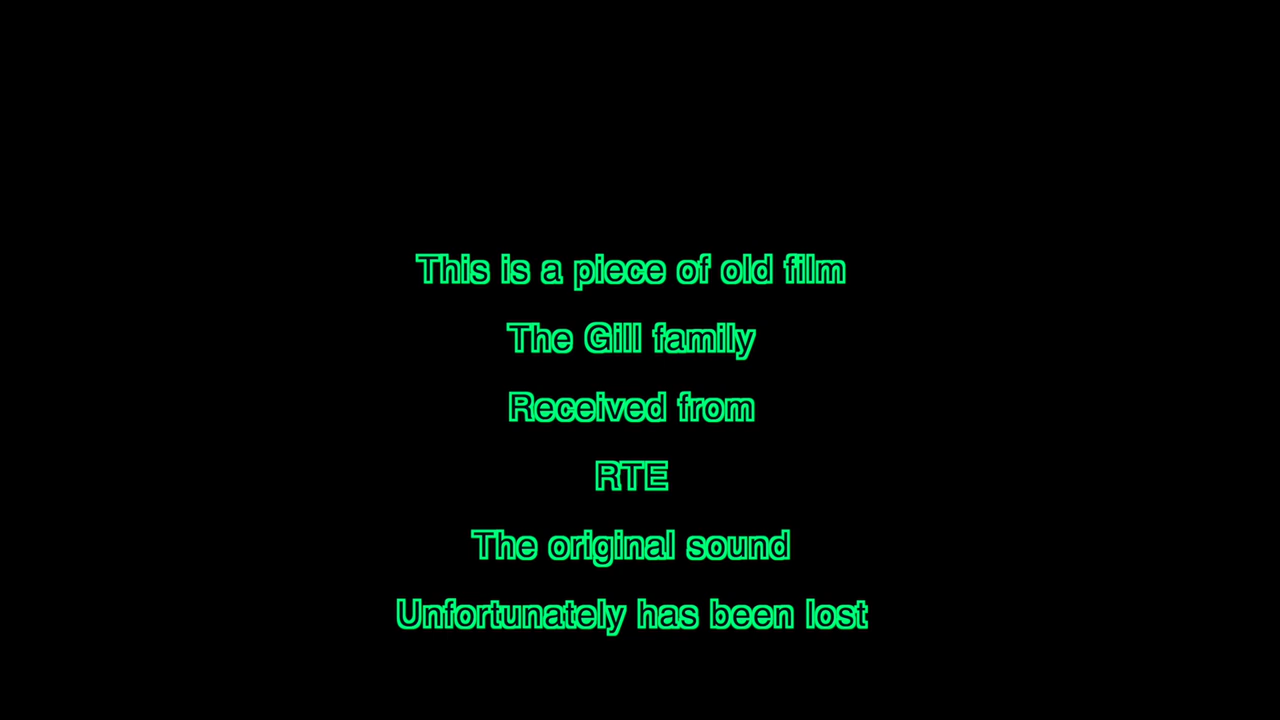 This is a piece of old film
The Gill family
Received from
RTE
The original sound
Unfortunately has been lost